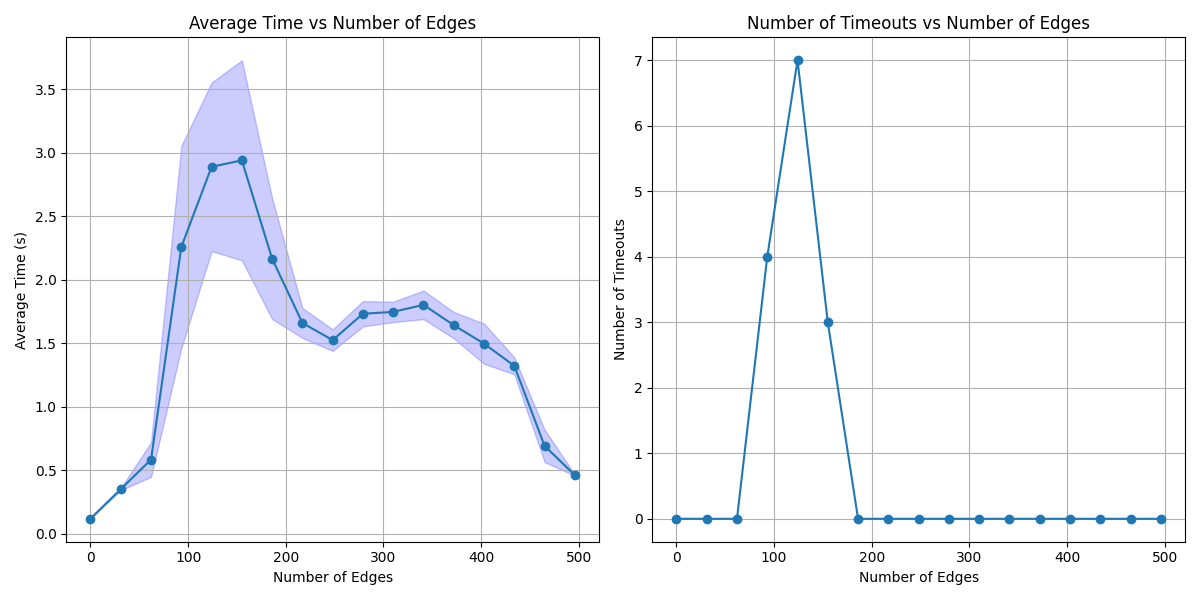 Average Time vs Number of Edges
Average Time (s)
3.5
3.0
2.5
2.0
1.5
1.0
0.5
0.0
0 100 200 300 400 500
Number of Edges
Number of Timeouts vs Number of Edges
Number of Timeouts
7
6
5
4
3
2
1
0
0 100 200 300 400 500
Number of Edges